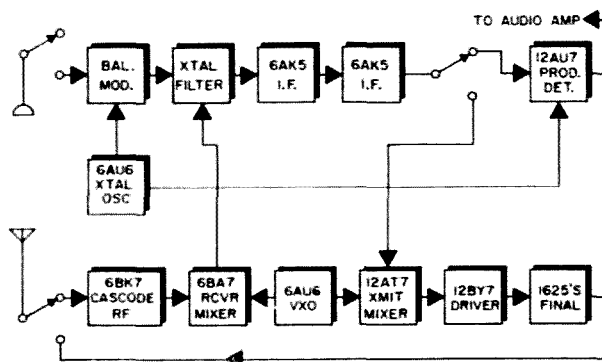 TO AUDIO AMP
BAL.
MOD.
XTAL
FILTER
6AK5
I.F.
6AK5
I.F.
12AU7
PROD.
DET.
6AU6
XTAL
OSC
6BK7
CASCODE
RF
6BA7
RCVR
MIXER
6AU6
VXO
12AT7
XMIT
MIXER
12BY7
DRIVER
1625'S
FINAL